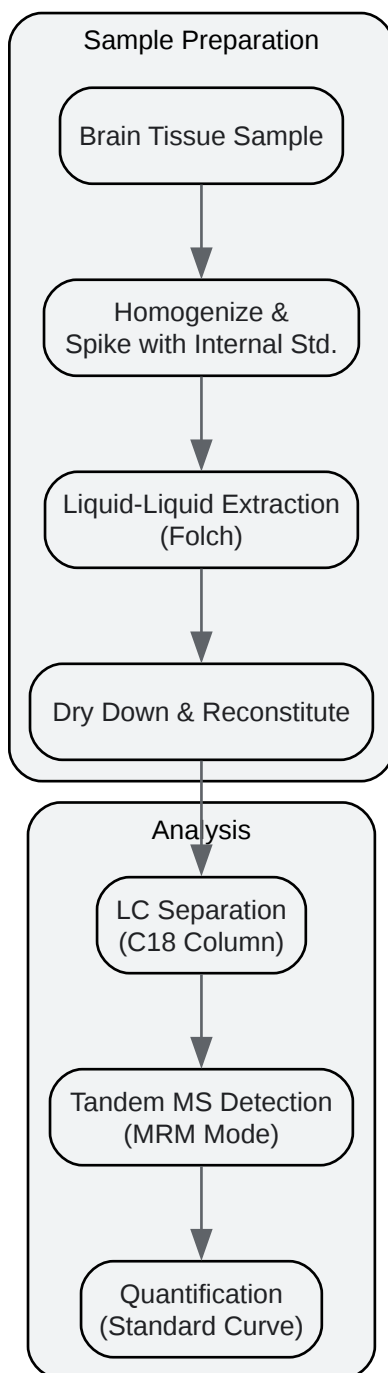 Sample Preparation
Brain Tissue Sample
Homogenize &
Spike with Internal Std.
Liquid-Liquid Extraction
(Folch)
Dry Down & Reconstitute
Analysis
LC Separation
(C18 Column)
Tandem MS Detection
(MRM Mode)
Quantification
(Standard Curve)